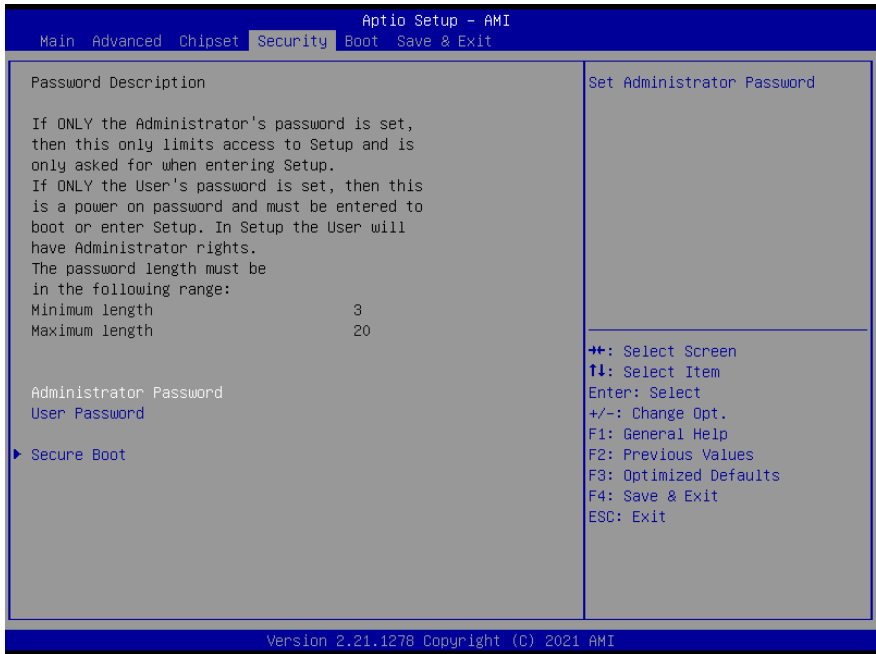 Aptio Setup – AMI
Main Advanced Chipset Security Boot Save & Exit
Password Description
If ONLY the Administrator's password is set,
then this only limits access to Setup and is
only asked for when entering Setup.
If ONLY the User's password is set, then this
is a power on password and must be entered to
boot or enter Setup. In Setup the User will
have Administrator rights.
The password length must be
in the following range:
Minimum length 3
Maximum length 20
Administrator Password
User Password
Secure Boot
Set Administrator Password
→←: Select Screen
↑↓: Select Item
Enter: Select
+/-: Change Opt.
F1: General Help
F2: Previous Values
F3: Optimized Defaults
F4: Save & Exit
ESC: Exit
Version 2.21.1278 Copyright (C) 2021 AMI